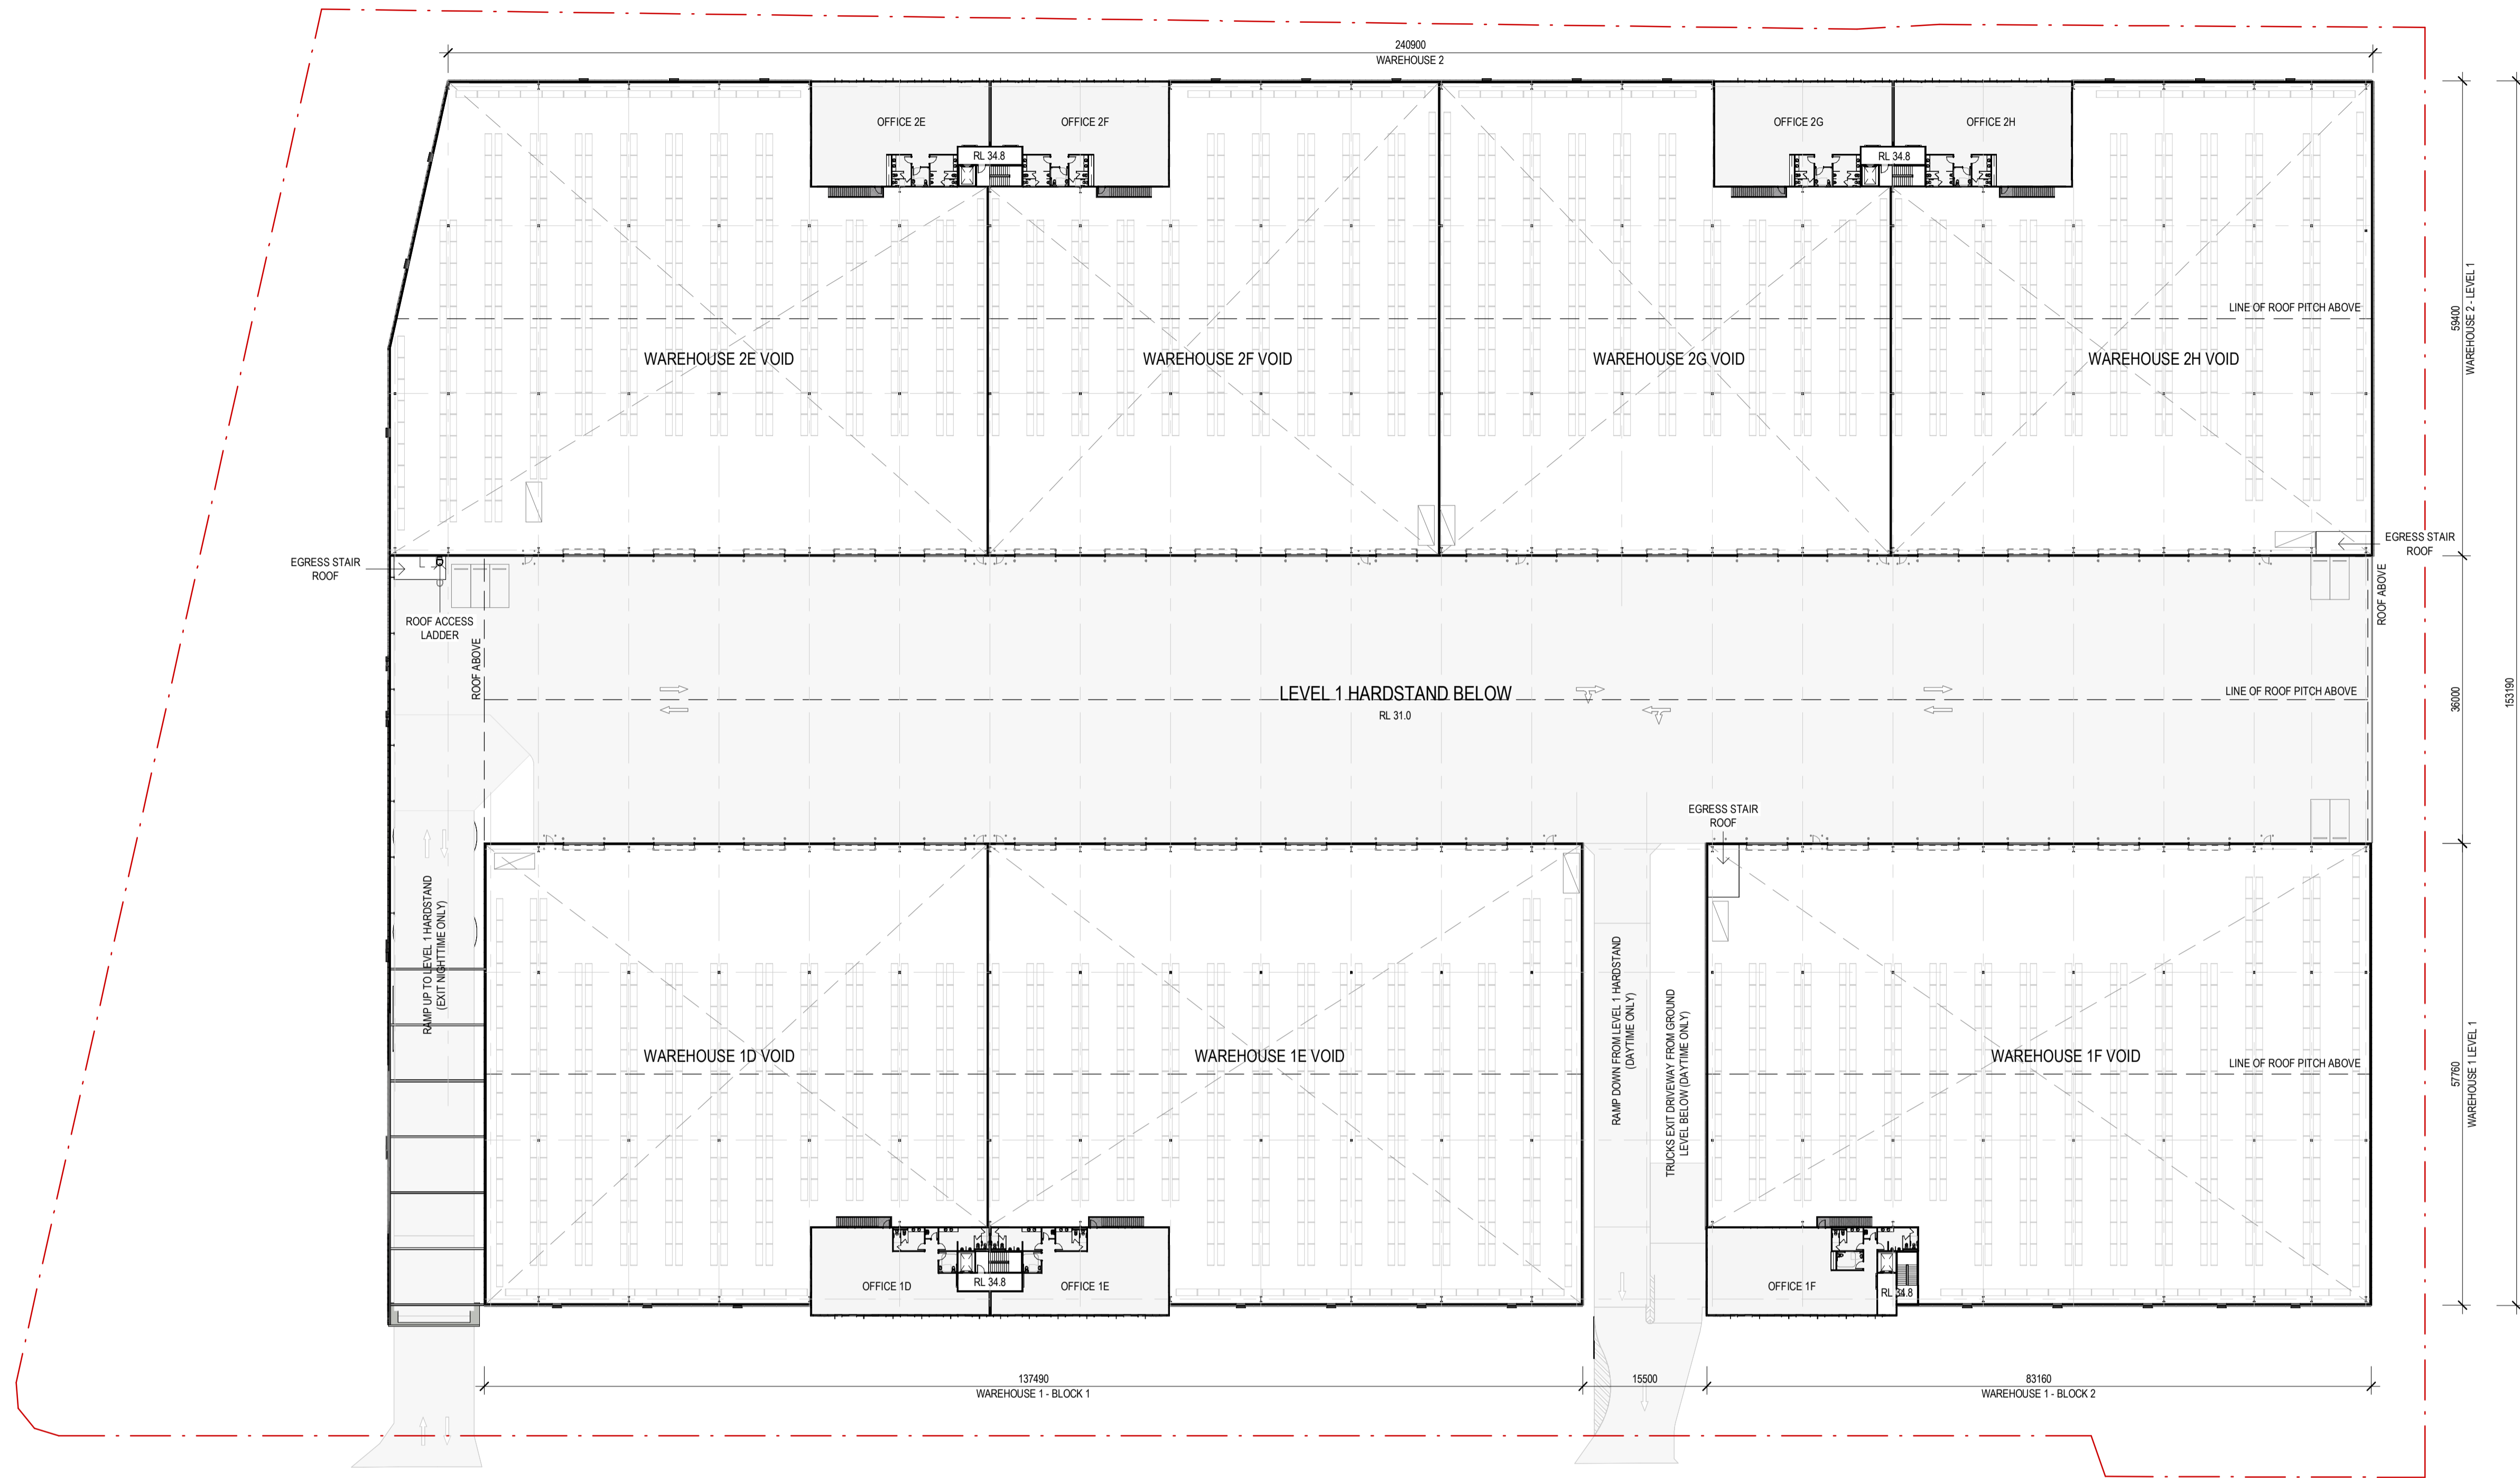 240900
WAREHOUSE 2
OFFICE 2E
OFFICE 2F
RL 34.8
OFFICE 2G
OFFICE 2H
RL 34.8
LINE OF ROOF PITCH ABOVE
59400
WAREHOUSE 2 - LEVEL 1
WAREHOUSE 2E VOID
WAREHOUSE 2F VOID
WAREHOUSE 2G VOID
WAREHOUSE 2H VOID
EGRESS STAIR
ROOF
EGRESS STAIR
ROOF
ROOF ACCESS
LADDER
ROOF ABOVE
ROOF ABOVE
LEVEL 1 HARDSTAND BELOW
RL 31.0
LINE OF ROOF PITCH ABOVE
36000
153190
EGRESS STAIR
ROOF
RAMP UP TO LEVEL 1 HARDSTAND
(EXIT NIGHTTIME ONLY)
WAREHOUSE 1D VOID
WAREHOUSE 1E VOID
RAMP DOWN FROM LEVEL 1 HARDSTAND
(DAYTIME ONLY)
TRUCKS EXIT DRIVEWAY FROM GROUND
LEVEL BELOW (DAYTIME ONLY)
WAREHOUSE 1F VOID
LINE OF ROOF PITCH ABOVE
57760
WAREHOUSE 1 LEVEL 1
OFFICE 1D
RL 34.8
OFFICE 1E
OFFICE 1F
RL 34.8
137490
WAREHOUSE 1 - BLOCK 1
15500
83160
WAREHOUSE 1 - BLOCK 2